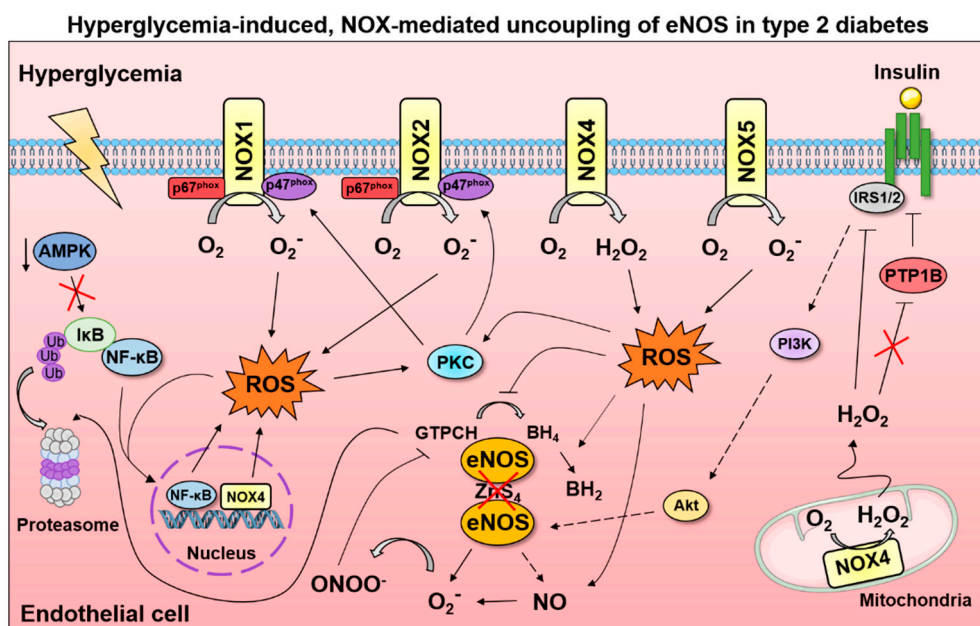 Hyperglycemia-induced, NOX-mediated uncoupling of eNOS in type 2 diabetes
Hyperglycemia
Insulin
NOX1
NOX2
NOX4
NOX5
p67phox
p47phox
p67phox
p47phox
IRS1/2
O₂
O₂⁻
O₂
O₂⁻
O₂
H₂O₂
O₂
O₂⁻
AMPK
PTP1B
IκB
NF-κB
Ub
Ub
Ub
ROS
PKC
ROS
PI3K
H₂O₂
GTPCH
BH₄
eNOS
ZnS₄
eNOS
BH₂
Akt
Proteasome
NF-κB
NOX4
Nucleus
O₂
H₂O₂
NOX4
Mitochondria
ONOO⁻
O₂⁻
NO
Endothelial cell